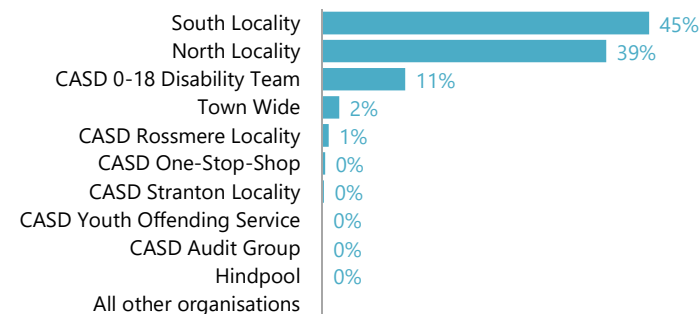 South Locality 45%
North Locality 39%
CASD 0-18 Disability Team 11%
Town Wide 2%
CASD Rossmere Locality 1%
CASD One-Stop-Shop 0%
CASD Stranton Locality 0%
CASD Youth Offending Service 0%
CASD Audit Group 0%
Hindpool 0%
All other organisations